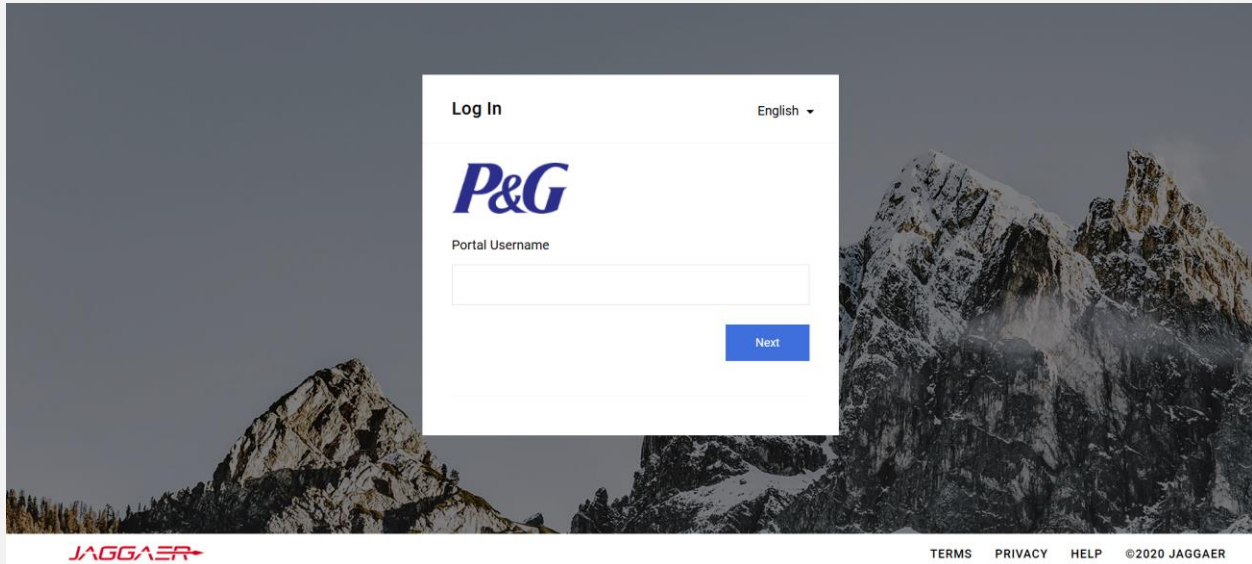 Log In
English
P&G
Portal Username
Next
JAGGAER
TERMS PRIVACY HELP ©2020 JAGGAER